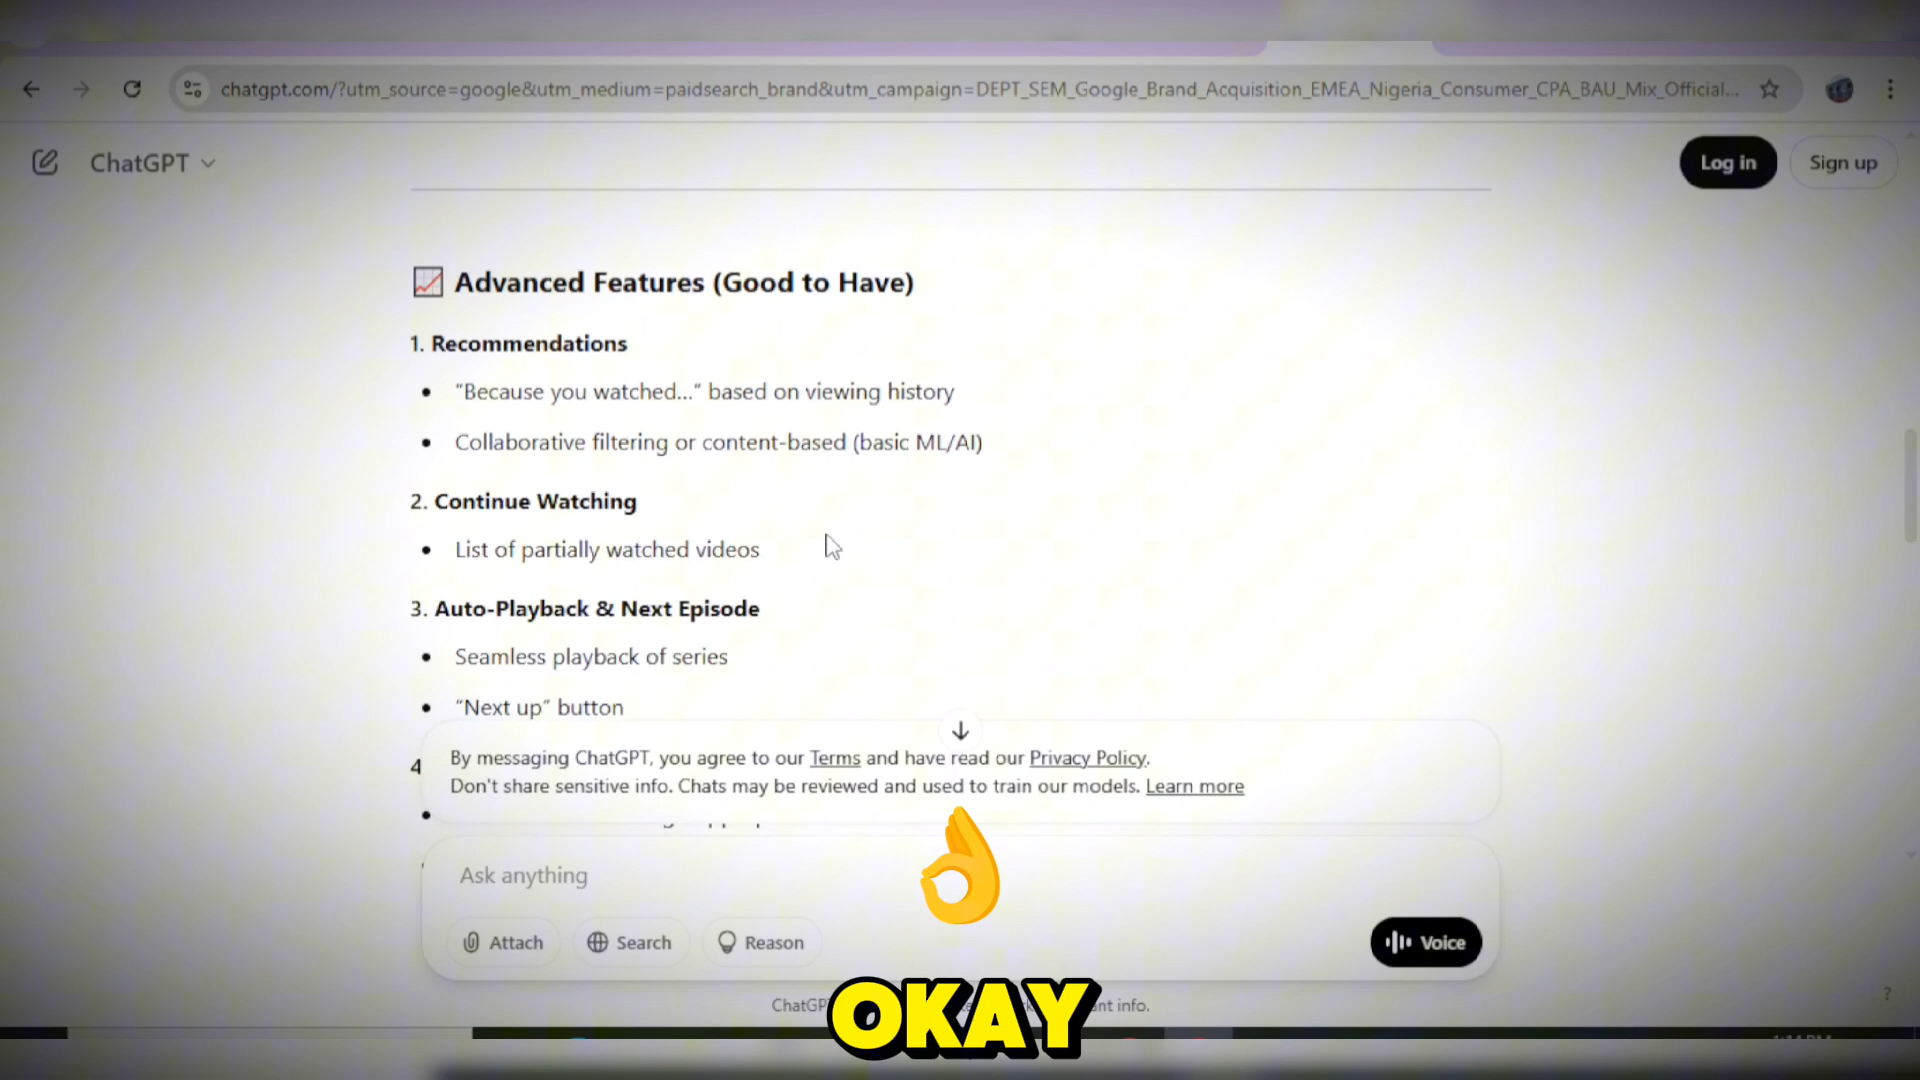 chatgpt.com/?utm_source=google&utm_medium=paidsearch_brand&utm_campaign=DEPT_SEM_Google_Brand_Acquisition_EMEA_Nigeria_Consumer_CPA_BAU_Mix_Official...
ChatGPT
Log in
Sign up
Advanced Features (Good to Have)
1. Recommendations
• "Because you watched..." based on viewing history
• Collaborative filtering or content-based (basic ML/AI)
2. Continue Watching
• List of partially watched videos
3. Auto-Playback & Next Episode
• Seamless playback of series
• "Next up" button
4
By messaging ChatGPT, you agree to our Terms and have read our Privacy Policy.
Don't share sensitive info. Chats may be reviewed and used to train our models. Learn more
Ask anything
Attach
Search
Reason
Voice
info.
?
OKAY